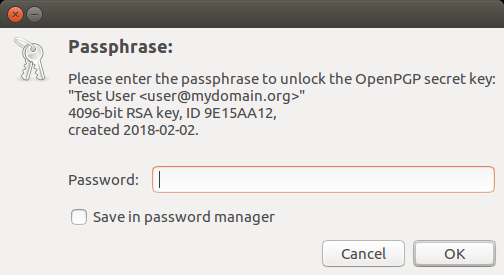 Passphrase:
Please enter the passphrase to unlock the OpenPGP secret key:
"Test User <user@mydomain.org>"
4096-bit RSA key, ID 9E15AA12,
created 2018-02-02.
Password:
Save in password manager
Cancel OK